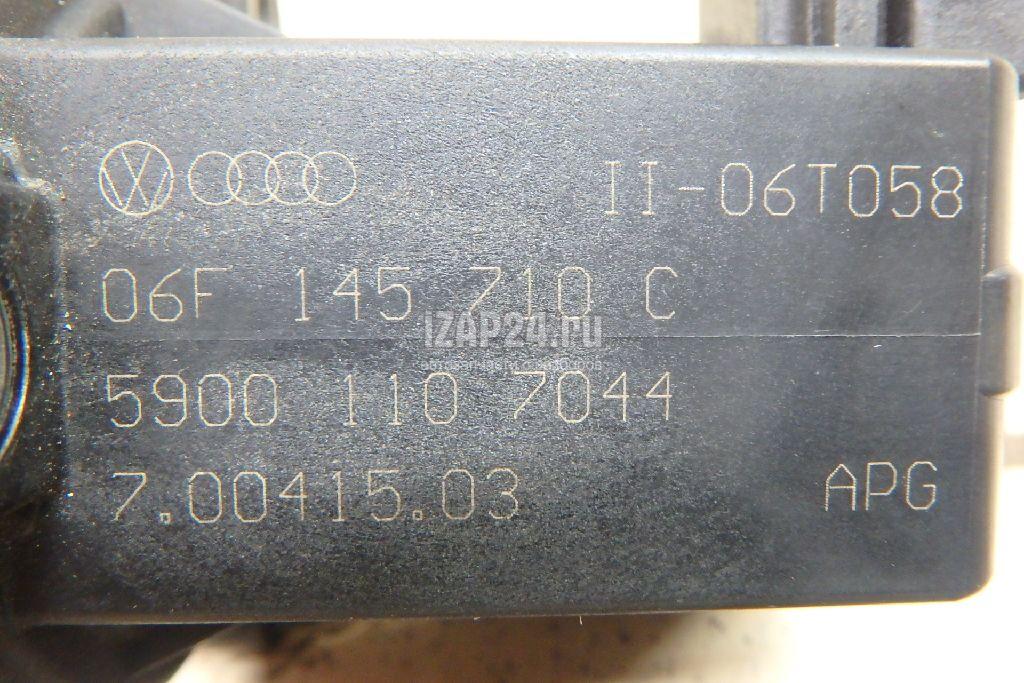 II-06T058
06F 145 710 C
IZAP24.ru
5900 110 7044
7.00415.03 APG